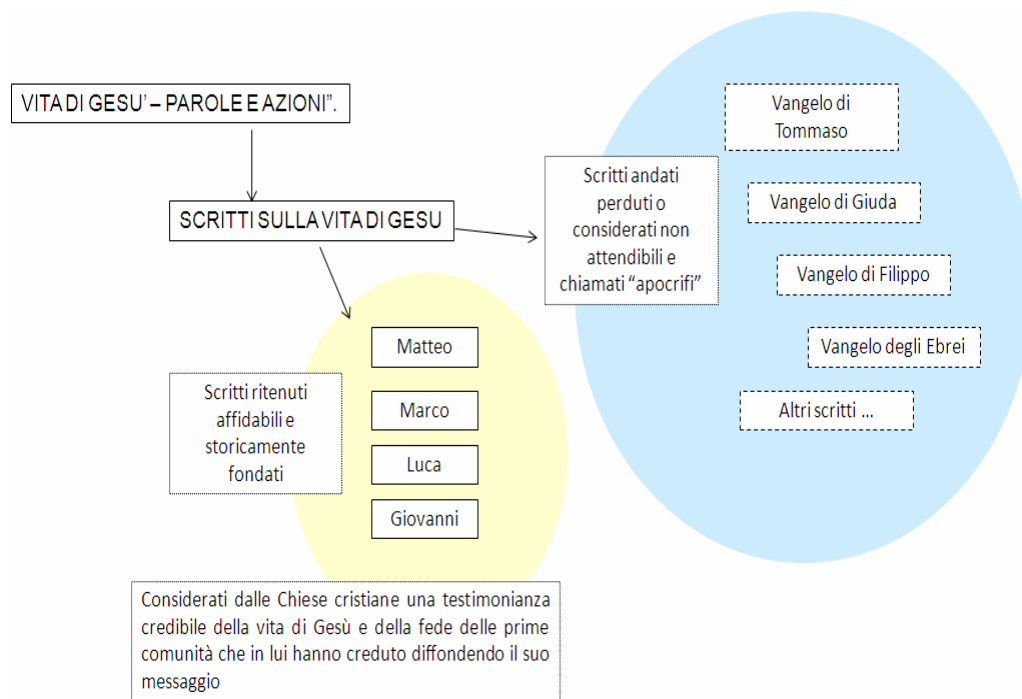 VITA DI GESU' – PAROLE E AZIONI”.
SCRITTI SULLA VITA DI GESU
Scritti ritenuti
affidabili e
storicamente
fondati
Matteo
Marco
Luca
Giovanni
Considerati dalle Chiese cristiane una testimonianza
credibile della vita di Gesù e della fede delle prime
comunità che in lui hanno creduto diffondendo il suo
messaggio
Scritti andati
perduti o
considerati non
attendibili e
chiamati “apocrifi”
Vangelo di
Tommaso
Vangelo di Giuda
Vangelo di Filippo
Vangelo degli Ebrei
Altri scritti ...